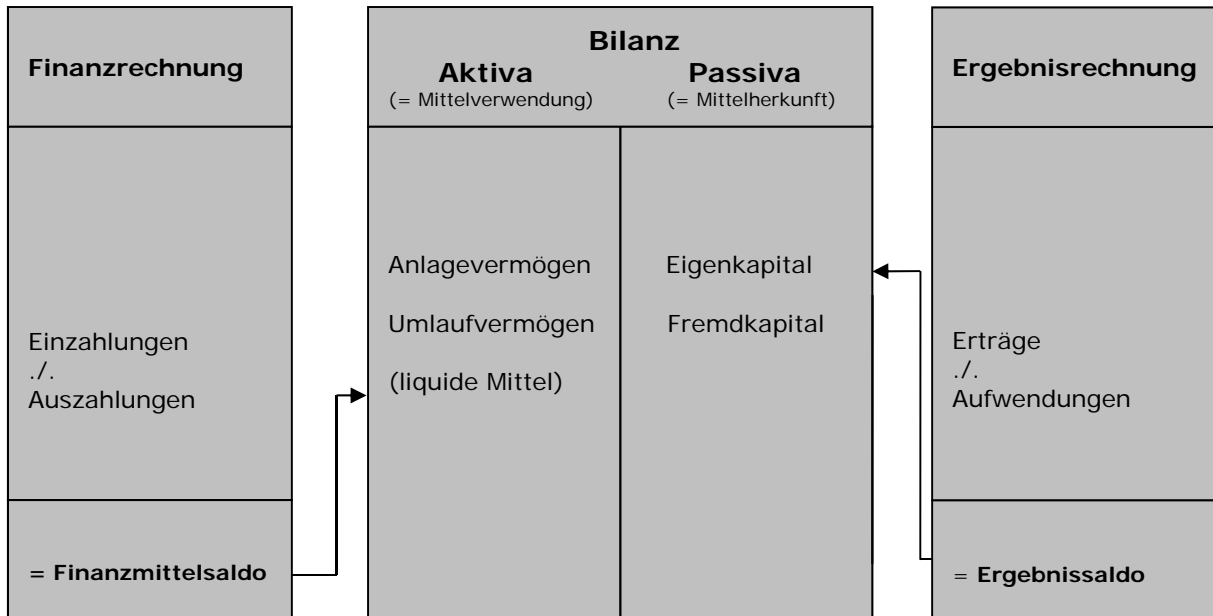 Finanzrechnung
Einzahlungen
./.
Auszahlungen
= Finanzmittelsaldo
Bilanz
Aktiva Passiva
(= Mittelverwendung) (= Mittelherkunft)
Anlagevermögen Eigenkapital
Umlaufvermögen Fremdkapital
(liquide Mittel)
Ergebnisrechnung
Erträge
./.
Aufwendungen
= Ergebnissaldo